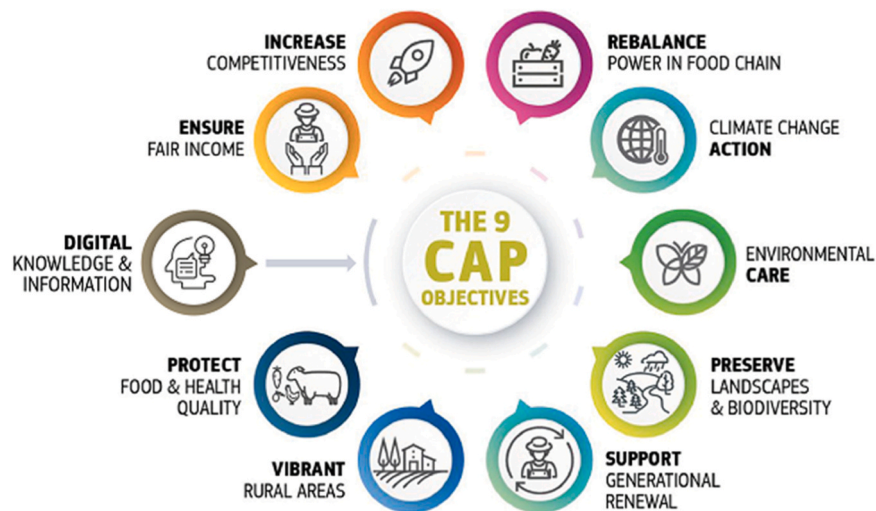 INCREASE
COMPETITIVENESS
REBALANCE
POWER IN FOOD CHAIN
ENSURE
FAIR INCOME
CLIMATE CHANGE
ACTION
DIGITAL
KNOWLEDGE &
INFORMATION
THE 9
CAP
OBJECTIVES
ENVIRONMENTAL
CARE
PROTECT
FOOD & HEALTH
QUALITY
PRESERVE
LANDSCAPES
& BIODIVERSITY
VIBRANT
RURAL AREAS
SUPPORT
GENERATIONAL
RENEWAL